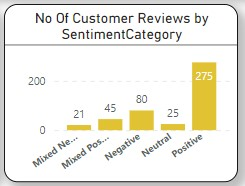 No Of Customer Reviews by
SentimentCategory
275
200
80
45
21
25
0
Mixed Ne...
Mixed Pos...
Negative
Neutral
Positive